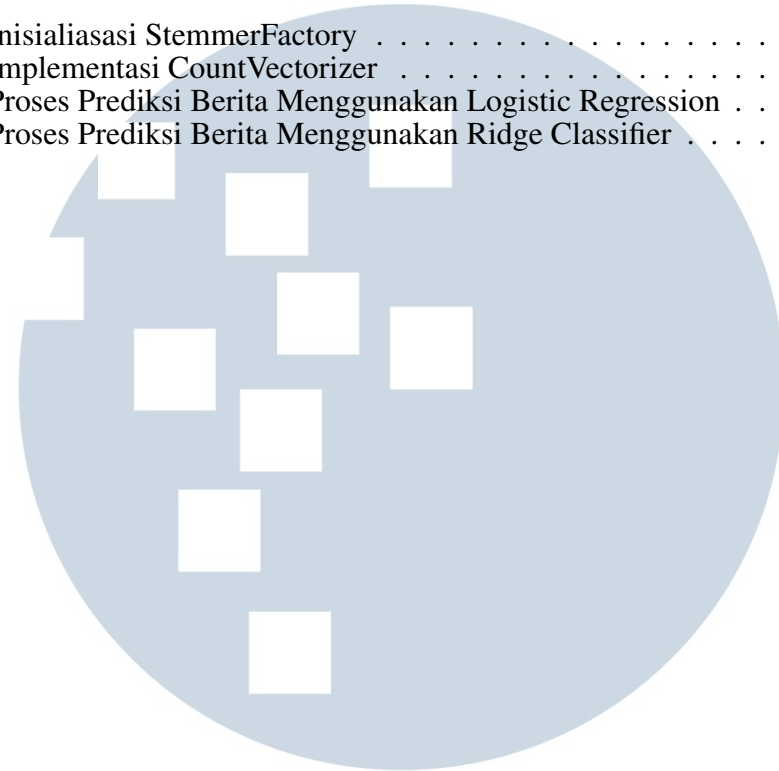 nisialiasasi StemmerFactory . . . . . . . . . . . . . . . . .
mplementasi CountVectorizer . . . . . . . . . . . . . . . .
Proses Prediksi Berita Menggunakan Logistic Regression . .
Proses Prediksi Berita Menggunakan Ridge Classifier . . . .